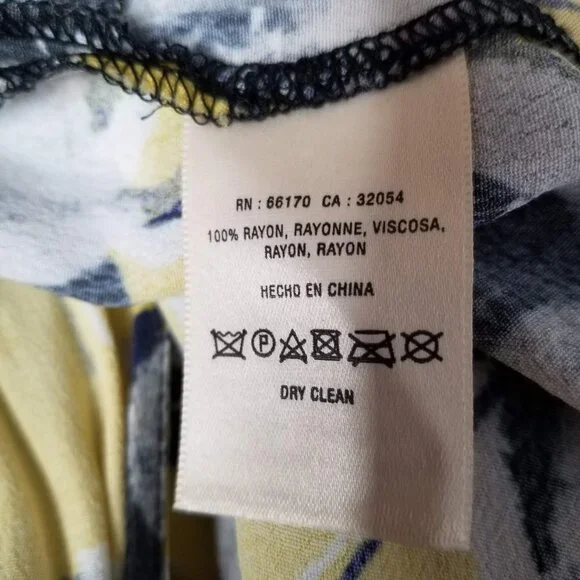 RN : 66170 CA : 32054
100% RAYON, RAYONNE, VISCOSA,
RAYON, RAYON
HECHO EN CHINA
P
DRY CLEAN